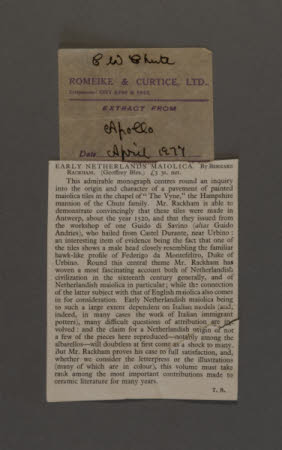 C W Chute
ROMEIKE & CURTICE, LTD.,
EXTRACT FROM
Apollo
Date April 1927
EARLY NETHERLANDS MAIOLICA. By BERNARD
RACKHAM. (Geoffrey Bles.) £3 3s. net.
This admirable monograph centres round an inquiry
into the origin and character of a pavement of painted
maiolica tiles in the chapel of "The Vyne," the Hampshire
mansion of the Chute family. Mr. Rackham is able to
demonstrate convincingly that these tiles were made in
Antwerp, about the year 1520, and that they issued from
the workshop of one Guido di Savino (alias Guido
Andries), who hailed from Castel Durante, near Urbino:
an interesting item of evidence being the fact that one of
the tiles shows a male head closely resembling the familiar
hawk-like profile of Federigo da Montefeltro, Duke of
Urbino. Round this central theme Mr. Rackham has
woven a most fascinating account both of Netherlandish
civilization in the sixteenth century generally, and of
Netherlandish maiolica in particular; while the connection
of the latter subject with that of English maiolica also comes
in for consideration. Early Netherlandish maiolica being
to such a large extent dependent on Italian models (and,
indeed, in many cases the work of Italian immigrant
potters), many difficult questions of attribution are in-
volved: and the claim for a Netherlandish origin of not
a few of the pieces here reproduced—notably among the
albarellos—will doubtless at first come as a shock to many.
But Mr. Rackham proves his case to full satisfaction, and,
whether we consider the letterpress or the illustrations
(many of which are in colour), this volume must take
rank among the most important contributions made to
ceramic literature for many years.
T. B.